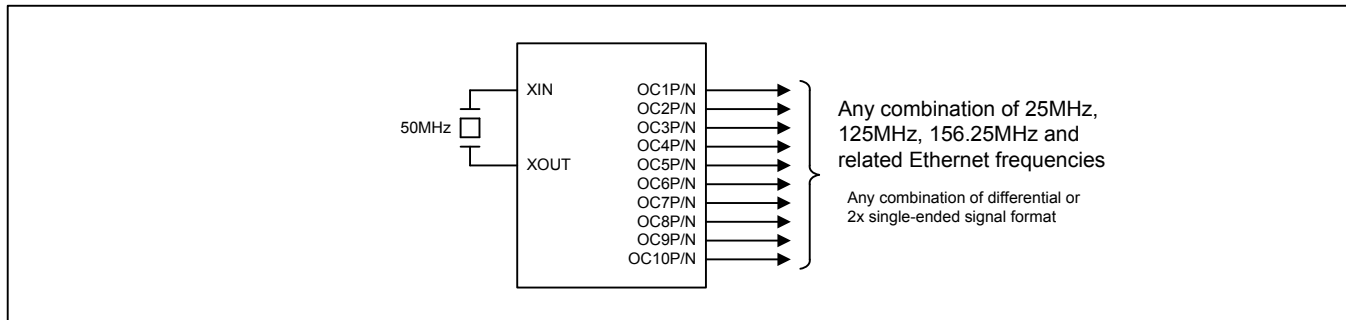 XIN
50MHz
XOUT
OC1P/N
OC2P/N
OC3P/N
OC4P/N
OC5P/N
OC6P/N
OC7P/N
OC8P/N
OC9P/N
OC10P/N
Any combination of 25MHz,
125MHz, 156.25MHz and
related Ethernet frequencies
Any combination of differential or
2x single-ended signal format